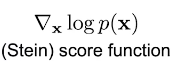 ∇ₓ log p(𝐱)
(Stein) score function